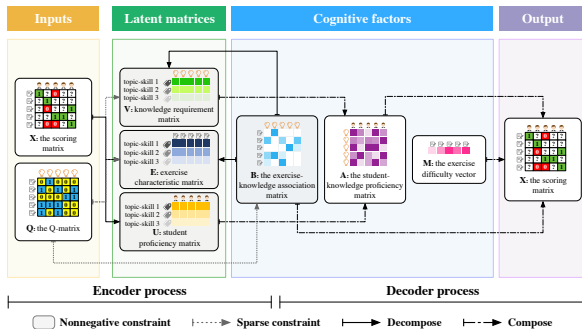 Inputs
Latent matrices
Cognitive factors
Output
topic-skill 1
topic-skill 2
topic-skill 3
V: knowledge requirement
matrix
X: the scoring
matrix
topic-skill 1
topic-skill 2
topic-skill 3
E: exercise
characteristic matrix
B: the exercise-
knowledge association
matrix
A: the student-
knowledge proficiency
matrix
M: the exercise
difficulty vector
X: the scoring
matrix
Q: the Q-matrix
topic-skill 1
topic-skill 2
topic-skill 3
U: student
proficiency matrix
Encoder process
Decoder process
Nonnegative constraint
Sparse constraint
Decompose
Compose